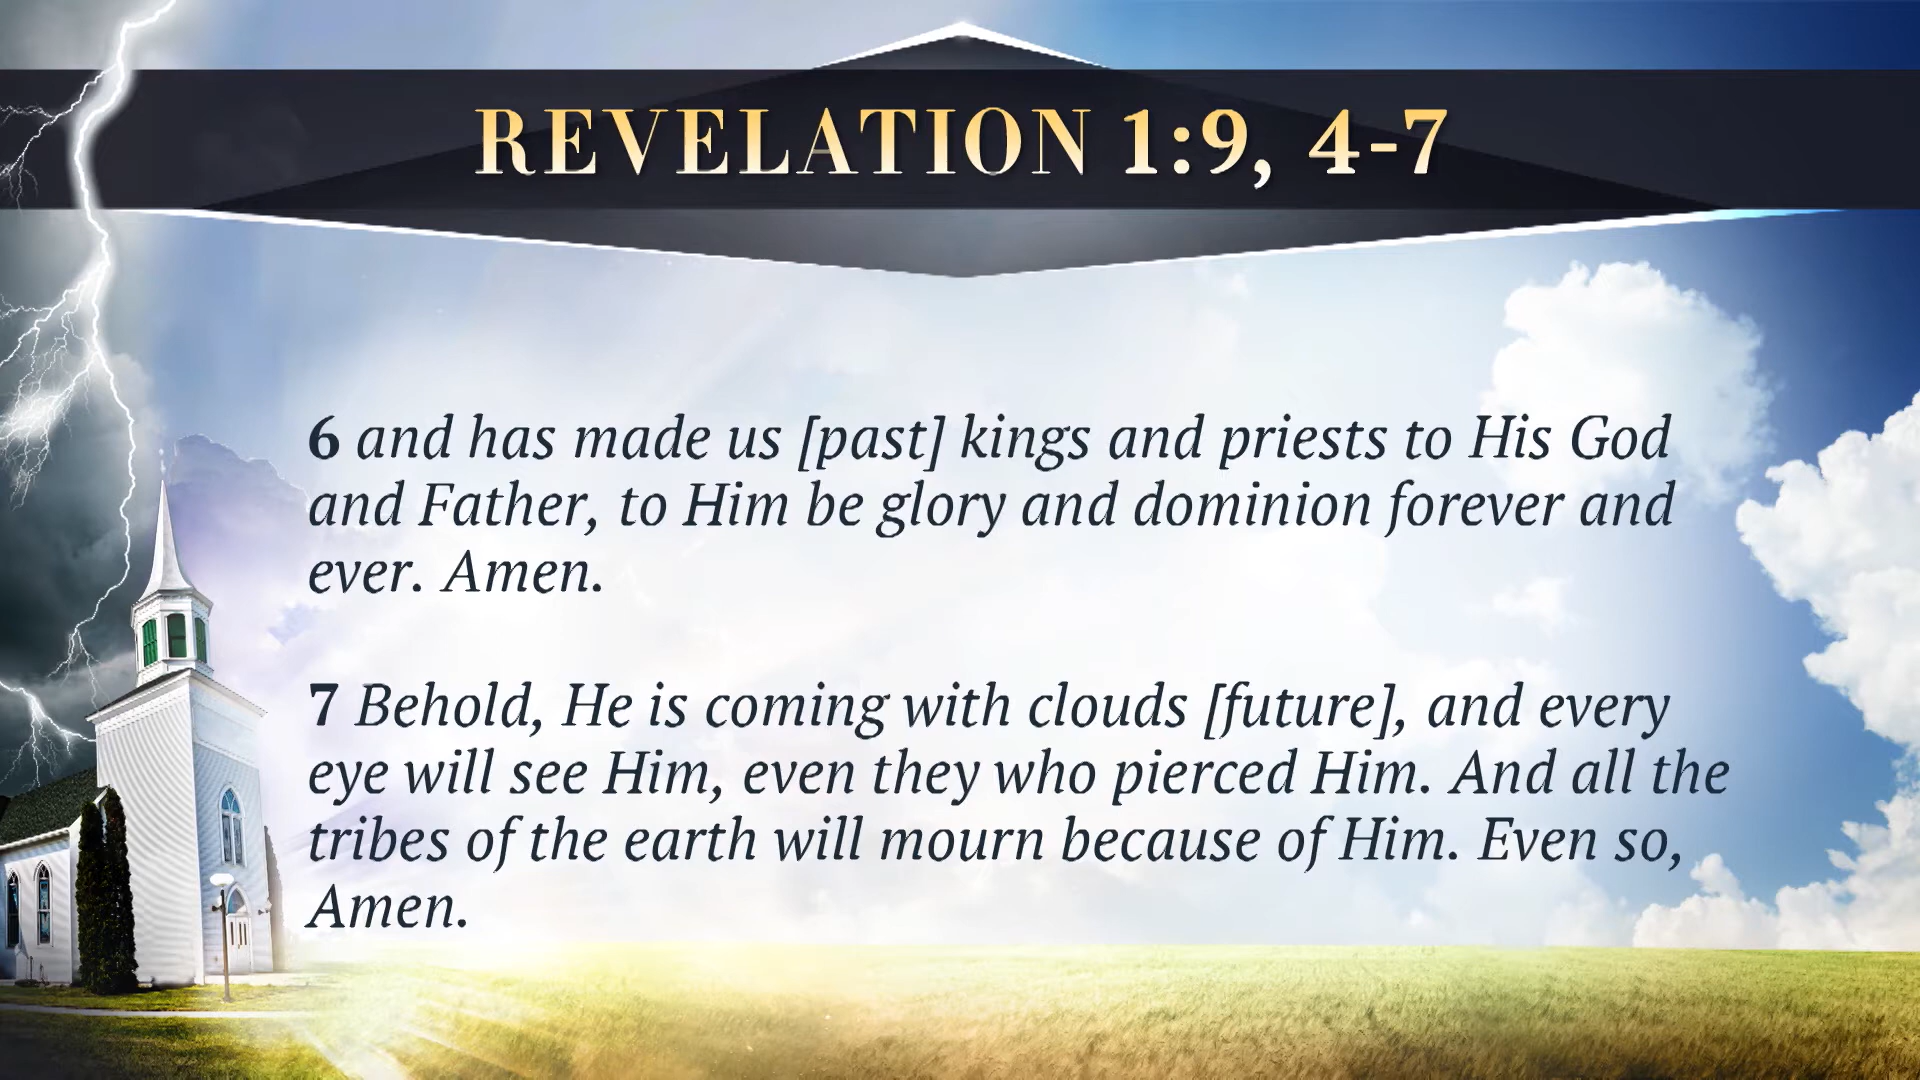 REVELATION 1:9, 4-7
6 and has made us [past] kings and priests to His God
and Father, to Him be glory and dominion forever and
ever. Amen.
7 Behold, He is coming with clouds [future], and every
eye will see Him, even they who pierced Him. And all the
tribes of the earth will mourn because of Him. Even so,
Amen.